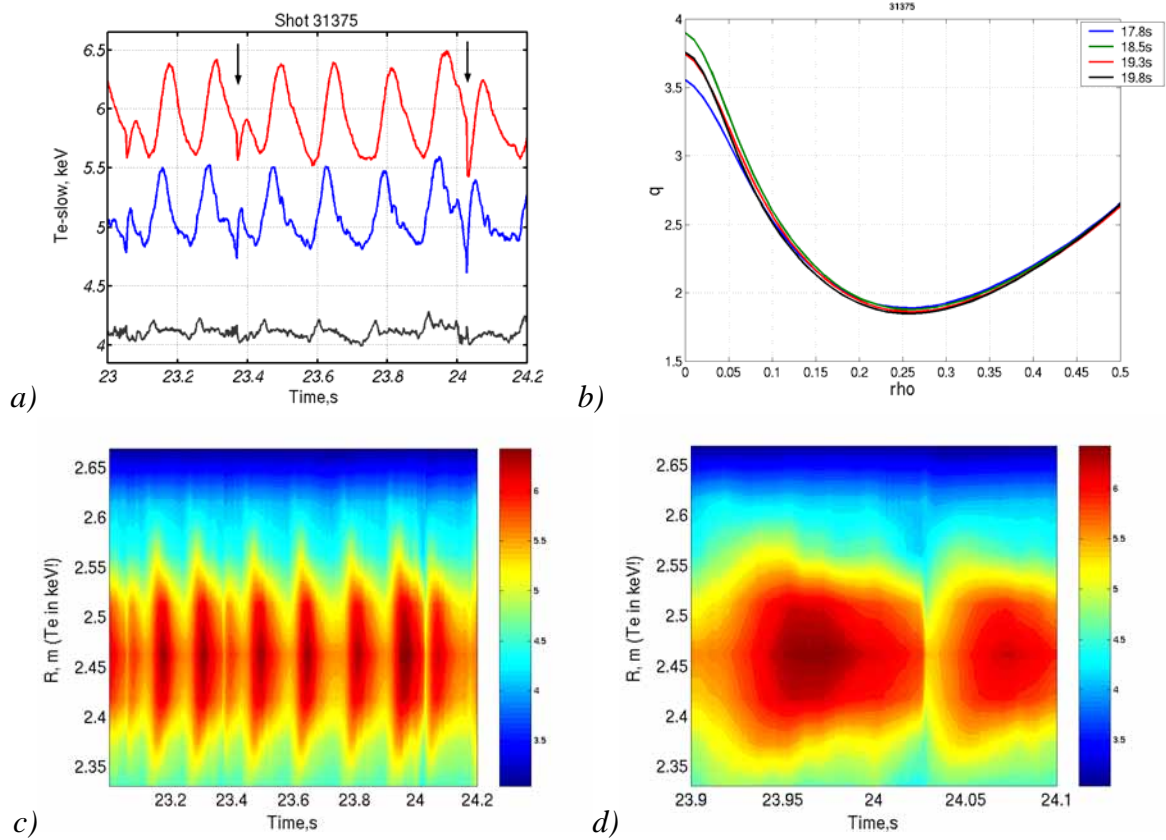 Shot 31375
Te-slow, keV
6.5
6
5.5
5
4.5
4
23 23.2 23.4 23.6 23.8 24 24.2
Time,s
a)
31375
q
4
3.5
3
2.5
2
1.5
17.8s
18.5s
19.3s
19.8s
0 0.05 0.1 0.15 0.2 0.25 0.3 0.35 0.4 0.45 0.5
rho
b)
R, m (Te in keV!)
2.65
2.6
2.55
2.5
2.45
2.4
2.35
6
5.5
5
4.5
4
3.5
23.2 23.4 23.6 23.8 24 24.2
Time,s
c)
R, m (Te in keV!)
2.65
2.6
2.55
2.5
2.45
2.4
2.35
6
5.5
5
4.5
4
3.5
23.9 23.95 24 24.05 24.1
Time,s
d)